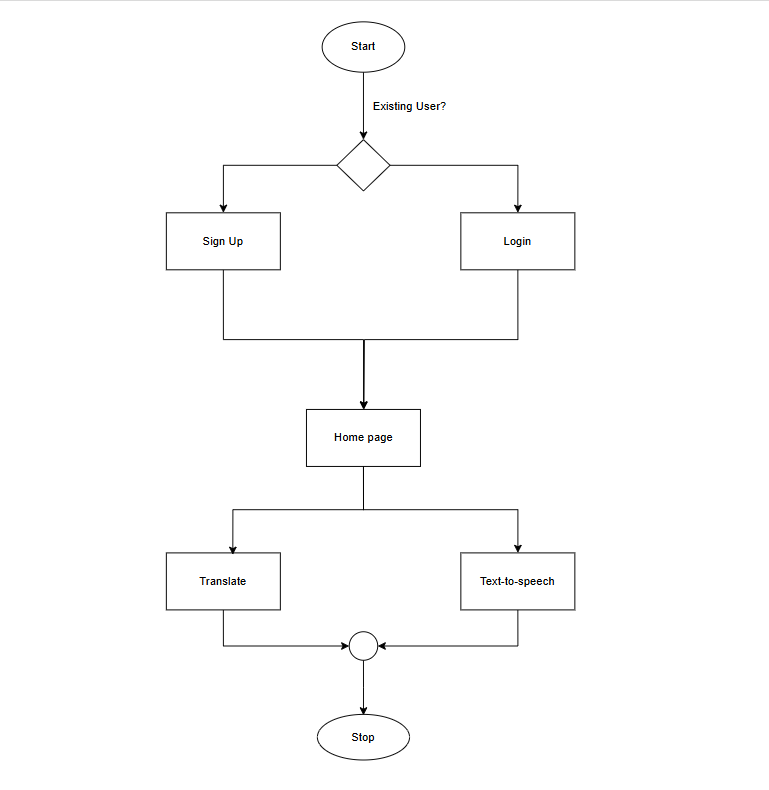 Start
Existing User?
Sign Up
Login
Home page
Translate
Text-to-speech
Stop